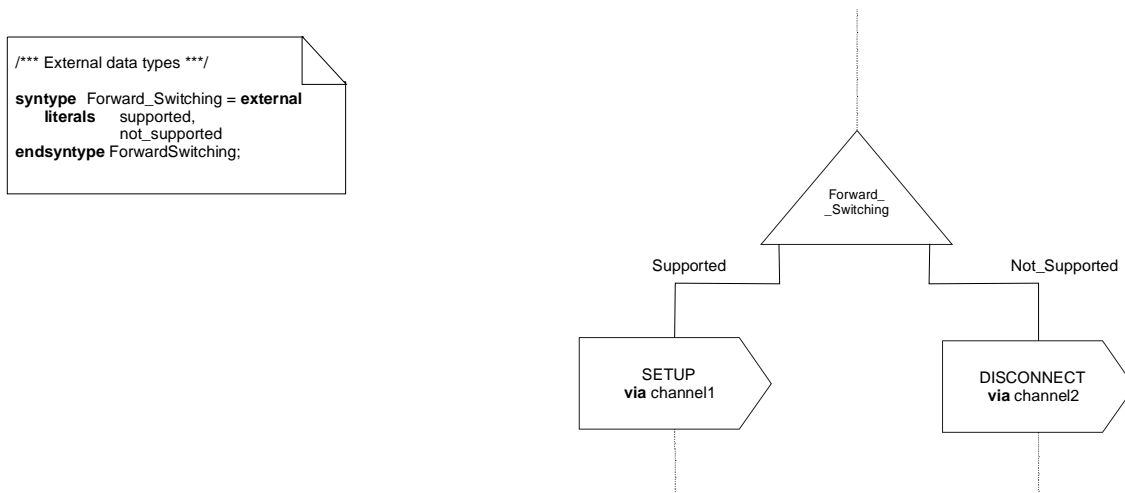 /*** External data types ***/
syntype Forward_Switching = external
literals supported,
not_supported
endsyntype ForwardSwitching;
Forward_
_Switching
Supported
Not_Supported
SETUP
via channel1
DISCONNECT
via channel2